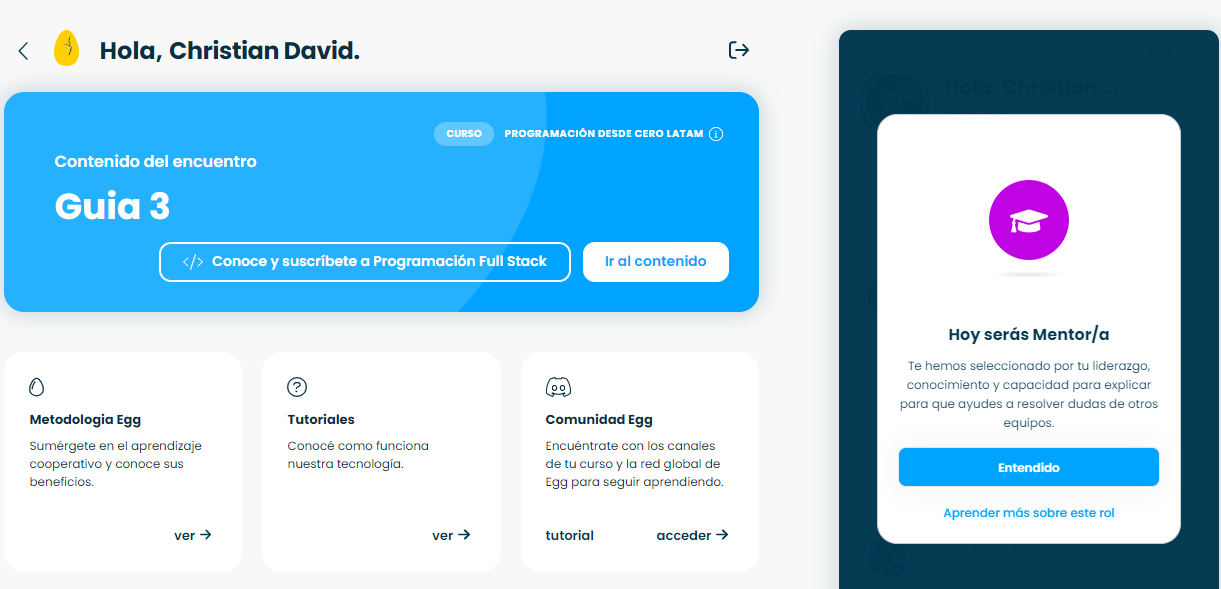 Hola, Christian David.
CURSO PROGRAMACIÓN DESDE CERO LATAM
Contenido del encuentro
Guia 3
</> Conoce y suscríbete a Programación Full Stack
Ir al contenido
Metodologia Egg
Sumérgete en el aprendizaje
cooperativo y conoce sus
beneficios.
ver →
Tutoriales
Conocé como funciona
nuestra tecnología.
ver →
Comunidad Egg
Encuéntrate con los canales
de tu curso y la red global de
Egg para seguir aprendiendo.
tutorial
acceder →
Hola, Christian ...
Hoy serás Mentor/a
Te hemos seleccionado por tu liderazgo,
conocimiento y capacidad para explicar
para que ayudes a resolver dudas de otros
equipos.
Entendido
Aprender más sobre este rol